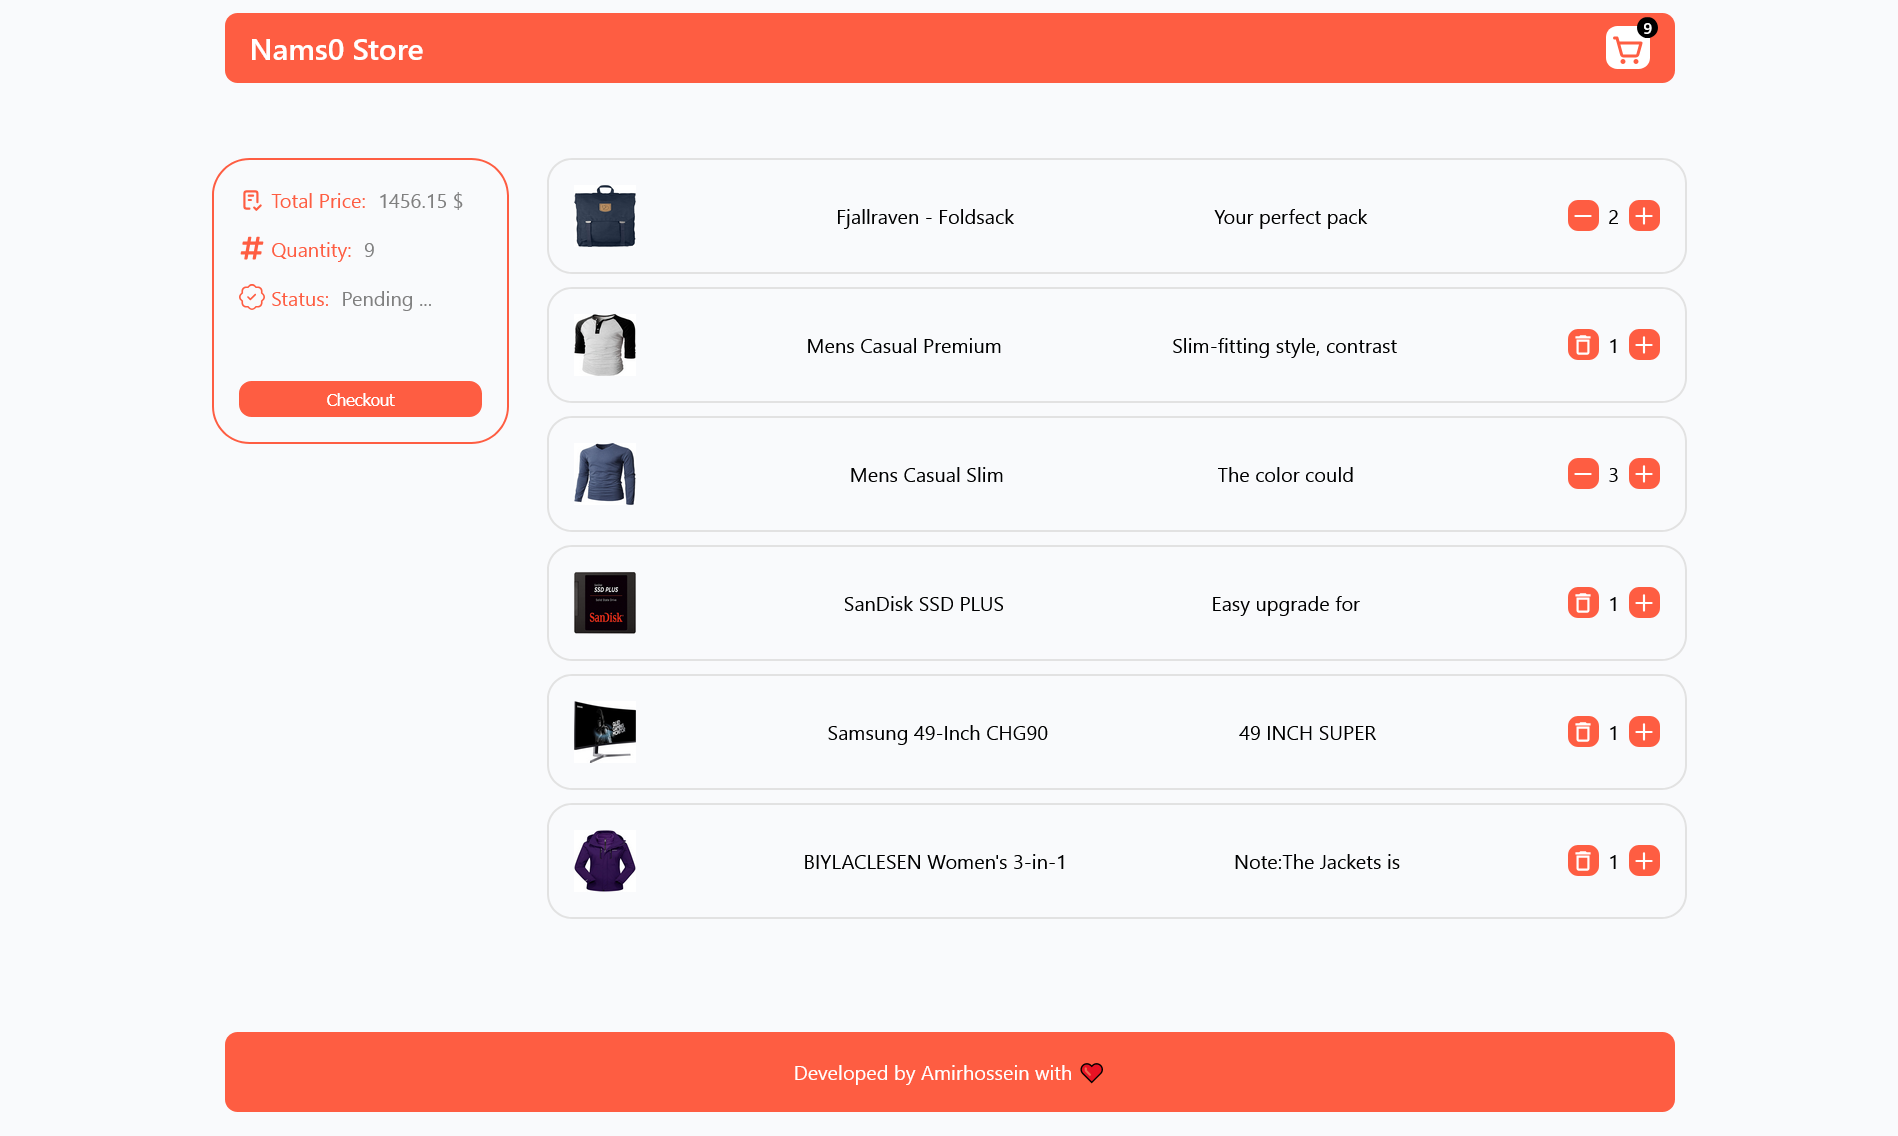 Nams0 Store
9
Total Price: 1456.15 $
Quantity: 9
Status: Pending ...
Checkout
Fjallraven - Foldsack Your perfect pack 2
Mens Casual Premium Slim-fitting style, contrast 1
Mens Casual Slim The color could 3
SSD PLUS
SanDisk
SanDisk SSD PLUS Easy upgrade for 1
Samsung 49-Inch CHG90 49 INCH SUPER 1
BIYLACLESEN Women's 3-in-1 Note:The Jackets is 1
Developed by Amirhossein with